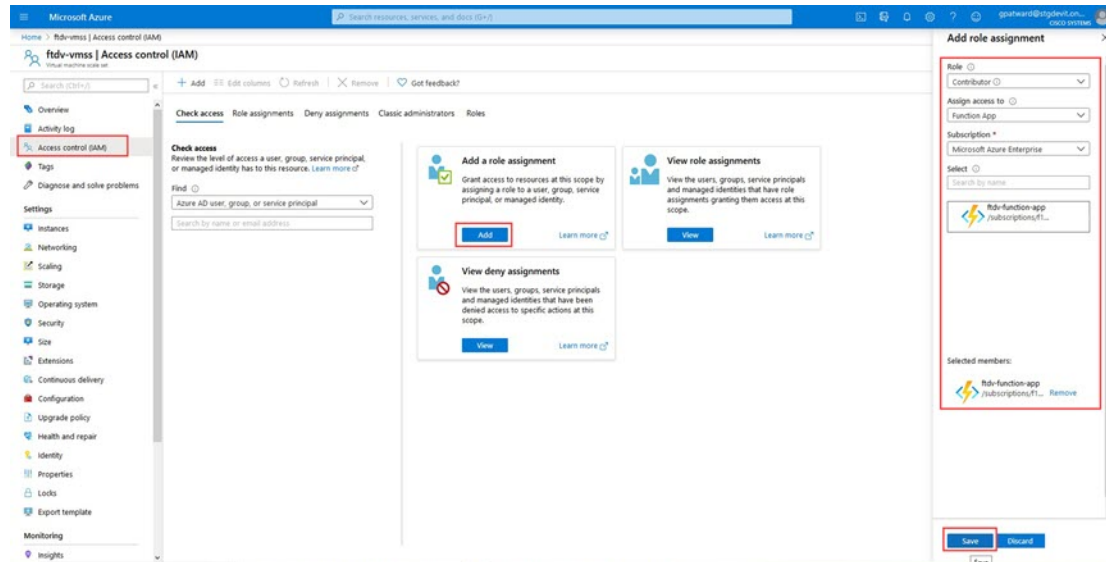 Microsoft Azure
Search resources, services, and docs (G+/)
gpatward@stgdevit.on...
CISCO SYSTEMS
Home > ftdv-vmss | Access control (IAM)
ftdv-vmss | Access control (IAM)
Virtual machine scale set
Search (Ctrl+/)
Overview
Activity log
Access control (IAM)
Tags
Diagnose and solve problems
Settings
Instances
Networking
Scaling
Storage
Operating system
Security
Size
Extensions
Continuous delivery
Configuration
Upgrade policy
Health and repair
Identity
Properties
Locks
Export template
Monitoring
Insights
+ Add Edit columns Refresh | X Remove | Got feedback?
Check access Role assignments Deny assignments Classic administrators Roles
Check access
Review the level of access a user, group, service principal,
or managed identity has to this resource. Learn more
Find
Azure AD user, group, or service principal
Search by name or email address
Add a role assignment
Grant access to resources at this scope by
assigning a role to a user, group, service
principal, or managed identity.
Add Learn more
View role assignments
View the users, groups, service principals
and managed identities that have role
assignments granting them access at this
scope.
View Learn more
View deny assignments
View the users, groups, service principals
and managed identities that have been
denied access to specific actions at this
scope.
View Learn more
Add role assignment
Role
Contributor
Assign access to
Function App
Subscription *
Microsoft Azure Enterprise
Select
Search by name
ftdv-function-app
/subscriptions/f1...
Selected members:
ftdv-function-app
/subscriptions/f1... Remove
Save Discard
Save